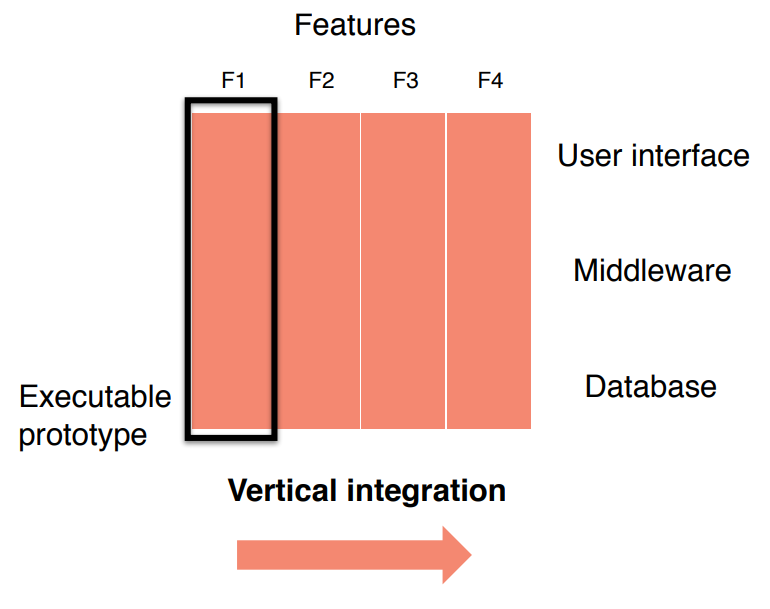 Features
F1 F2 F3 F4
User interface
Middleware
Database
Executable
prototype
Vertical integration